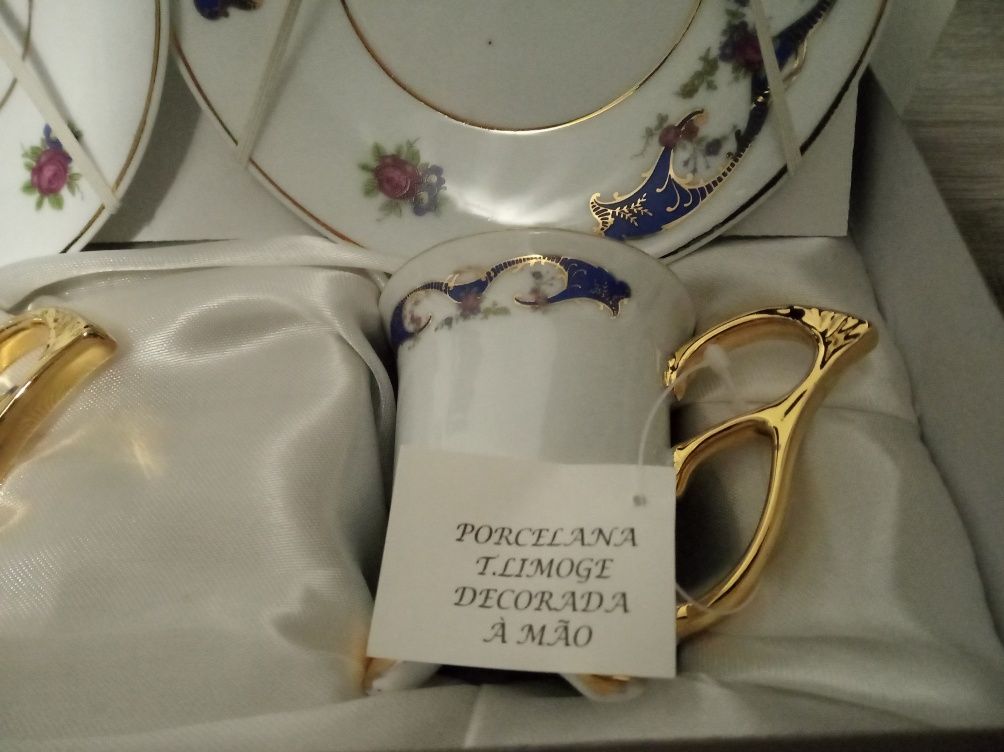 PORCELANA
T.LIMOGE
DECORADA
À MÃO